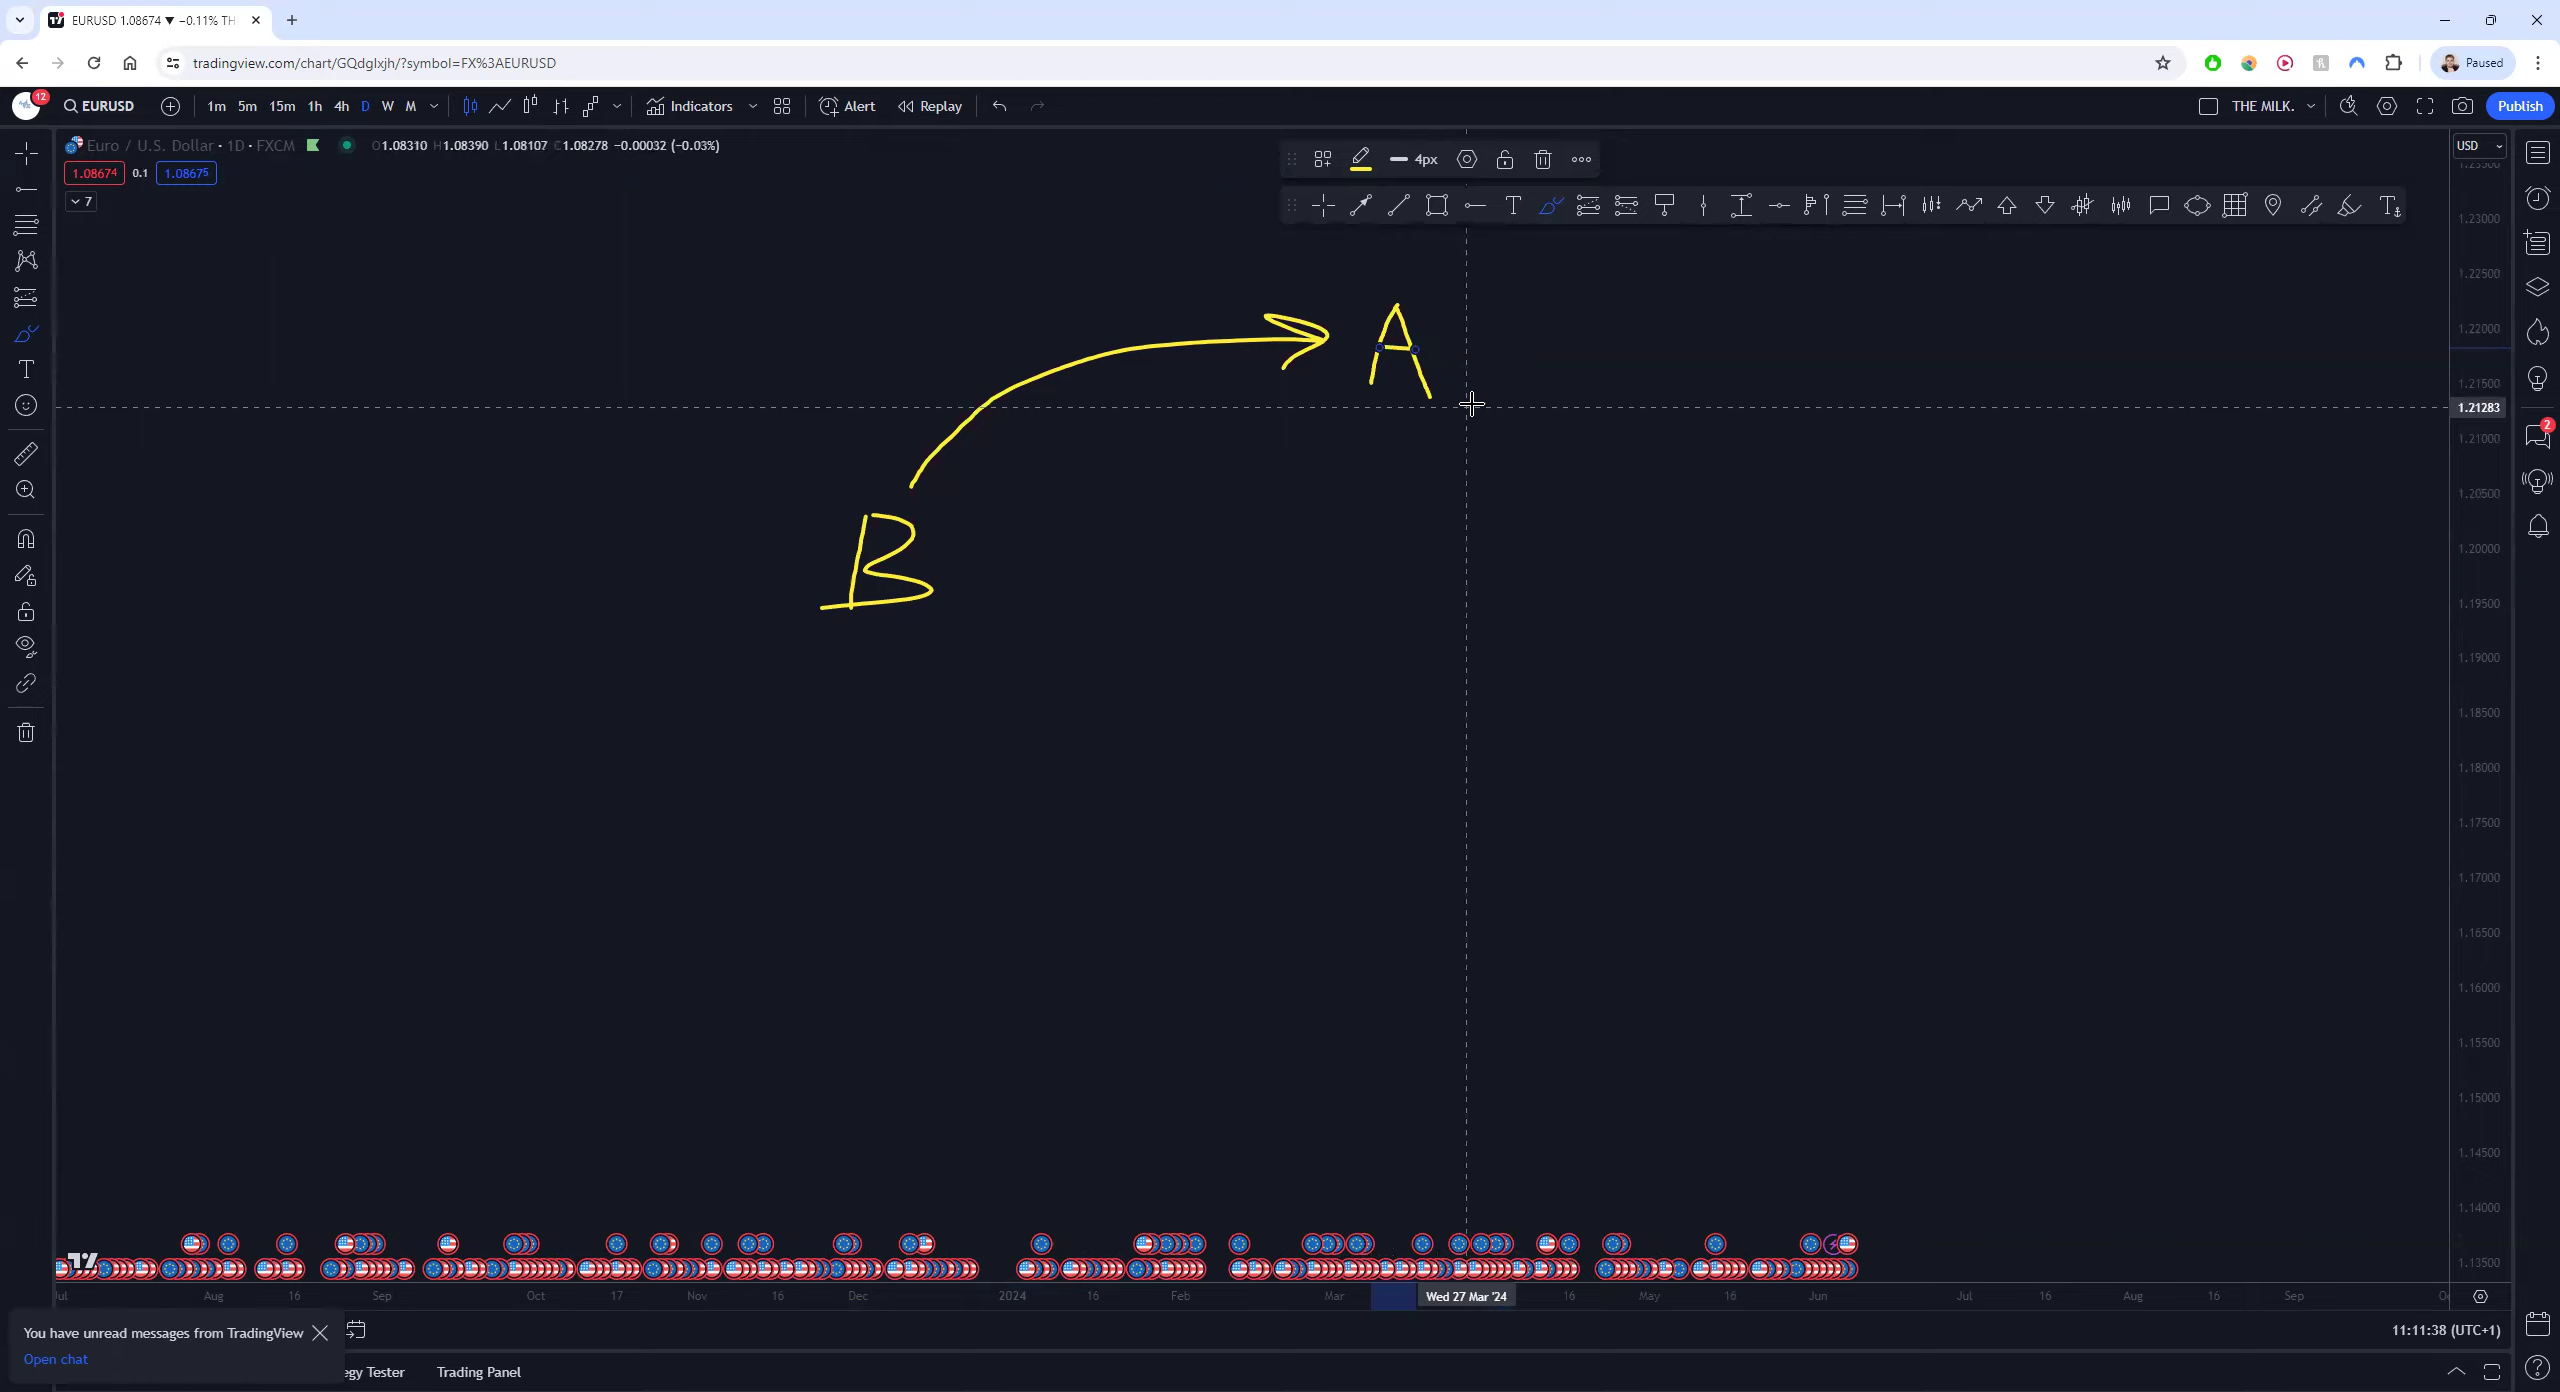 EURUSD 1.08674 ▼ −0.11% TH
tradingview.com/chart/GQdglxjh/?symbol=FX%3AEURUSD
Paused
12
EURUSD
1m 5m 15m 1h 4h D W M
Indicators
Alert
Replay
THE MILK.
Publish
Euro / U.S. Dollar · 1D · FXCM
O1.08310 H1.08390 L1.08107 C1.08278 −0.00032 (−0.03%)
USD
1.08674 0.1 1.08675
7
4px
A
B
1.23500
1.23000
1.22500
1.22000
1.21500
1.21283
1.21000
1.20500
1.20000
1.19500
1.19000
1.18500
1.18000
1.17500
1.17000
1.16500
1.16000
1.15500
1.15000
1.14500
1.14000
1.13500
2
Aug 16 Sep Oct 17 Nov 16 Dec 2024 16 Feb Mar Wed 27 Mar '24 16 May 16 Jun Jul 16 Aug 16 Sep
You have unread messages from TradingView
Open chat
11:11:38 (UTC+1)
egy Tester
Trading Panel